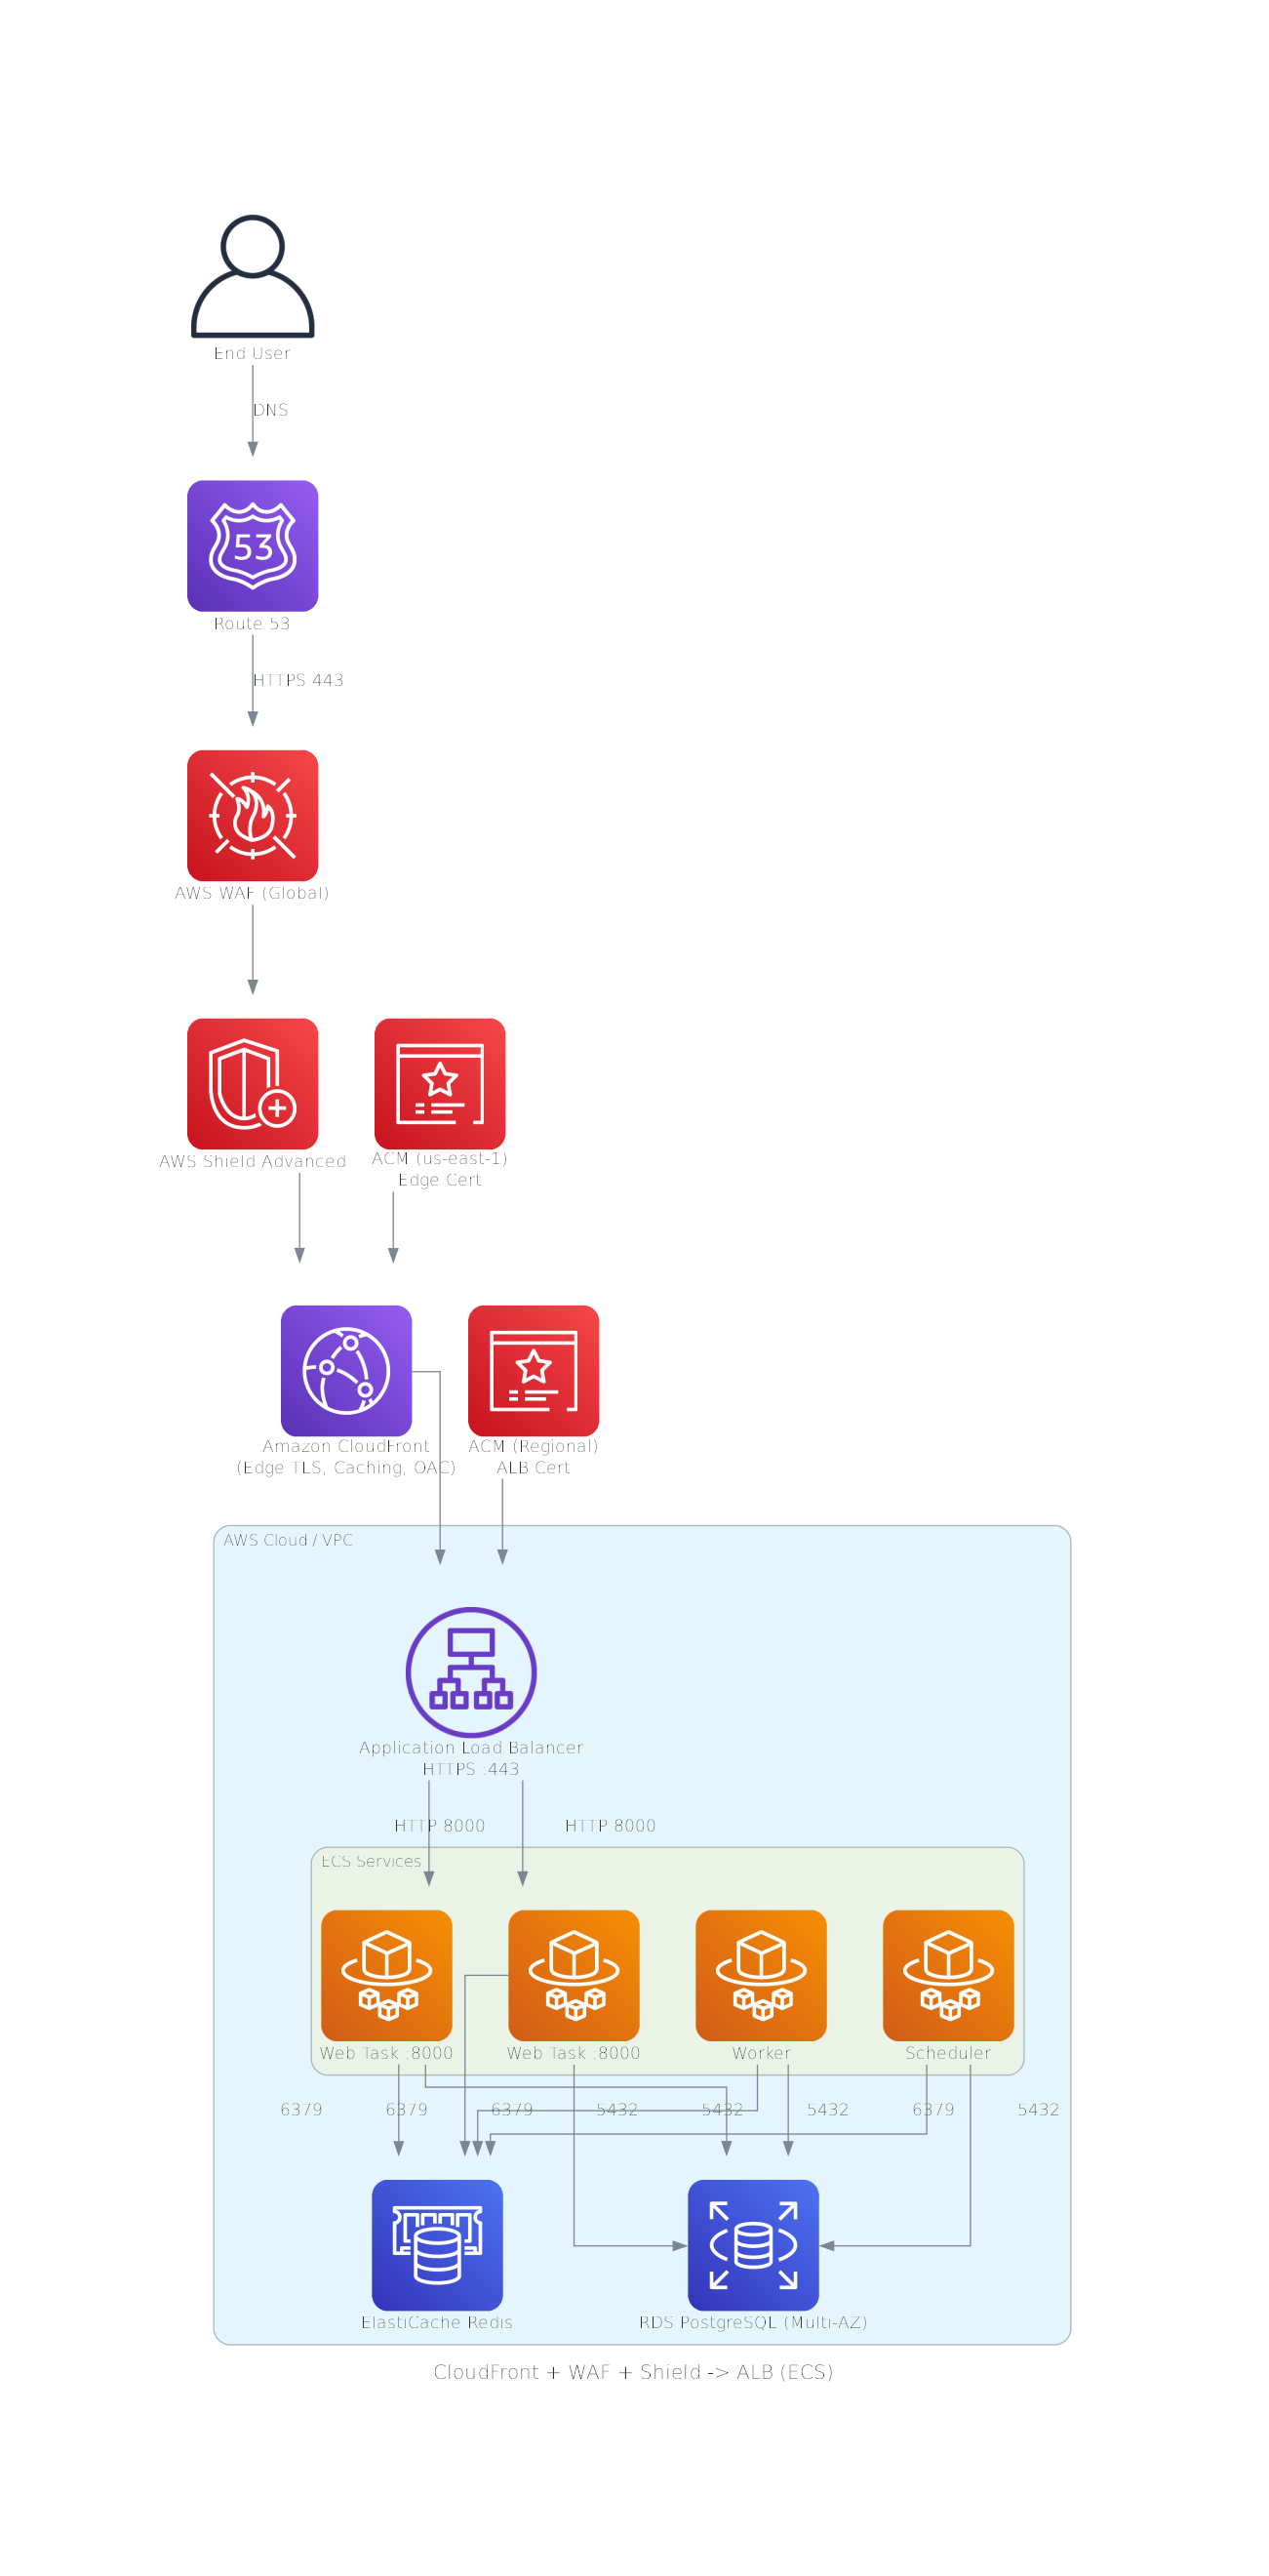 End User
DNS
53
Route 53
HTTPS 443
AWS WAF (Global)
AWS Shield Advanced
ACM (us-east-1)
Edge Cert
Amazon CloudFront
(Edge TLS, Caching, OAC)
ACM (Regional)
ALB Cert
AWS Cloud / VPC
Application Load Balancer
HTTPS :443
HTTP 8000
HTTP 8000
ECS Services
Web Task :8000
Web Task :8000
Worker
Scheduler
6379
6379
6379
5432
5432
5432
6379
5432
ElastiCache Redis
RDS PostgreSQL (Multi-AZ)
CloudFront + WAF + Shield -> ALB (ECS)